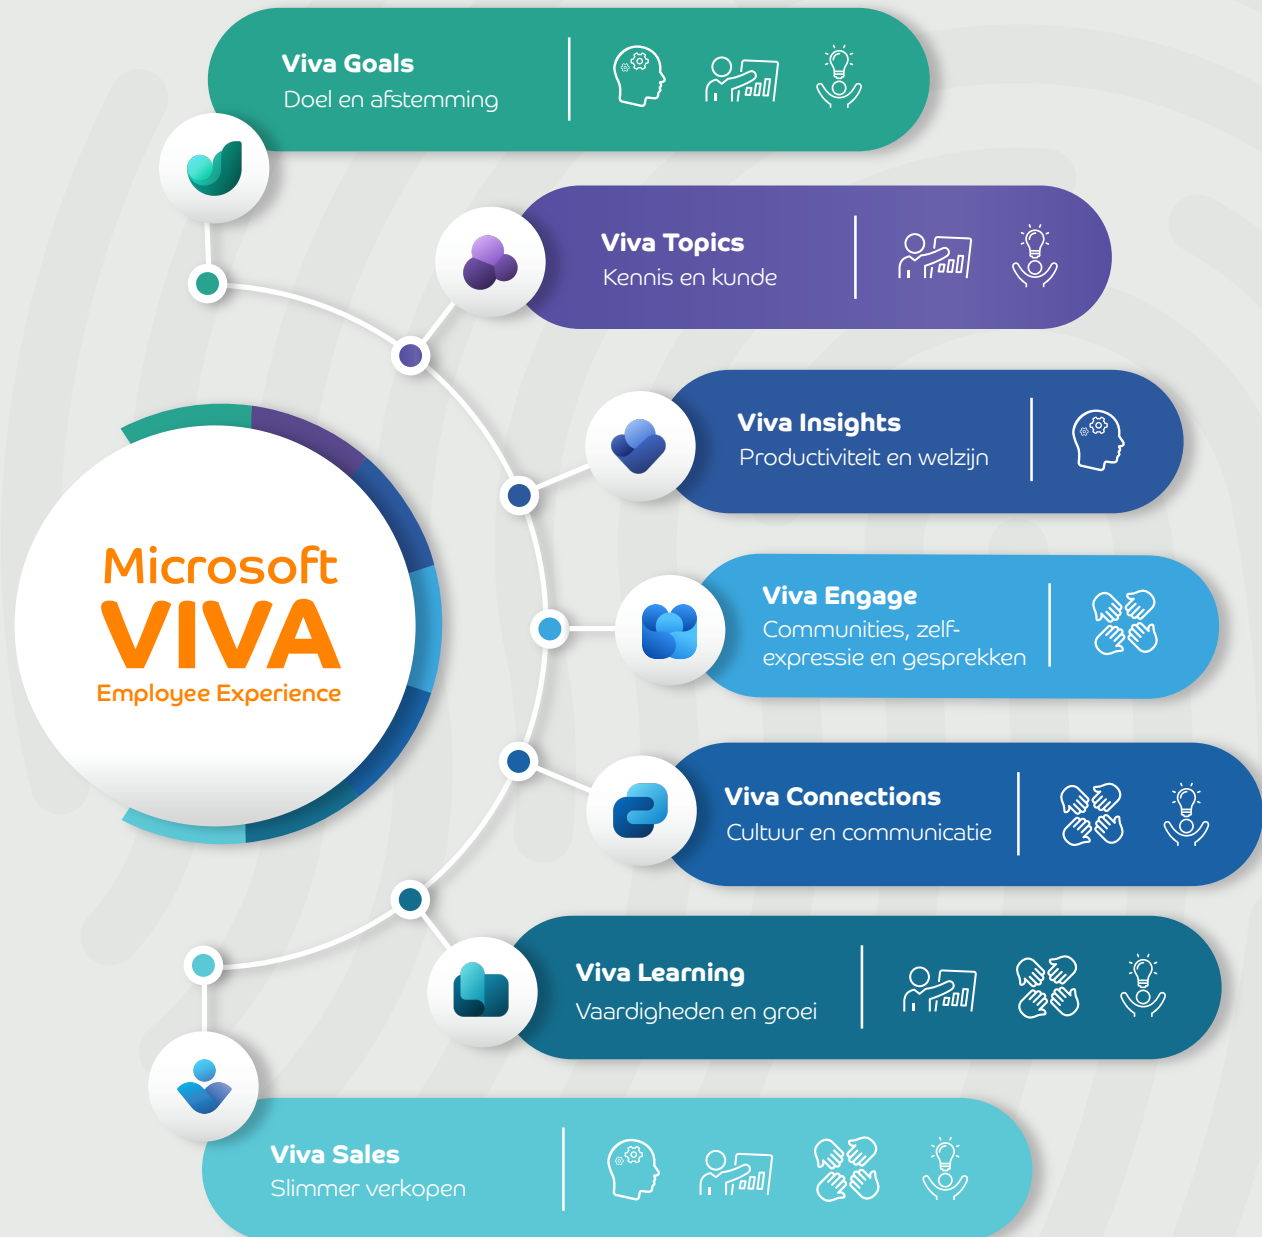 Viva Goals
Doel en afstemming
Viva Topics
Kennis en kunde
Viva Insights
Productiviteit en welzijn
Viva Engage
Communities, zelf-
expressie en gesprekken
Microsoft
VIVA
Employee Experience
Viva Connections
Cultuur en communicatie
Viva Learning
Vaardigheden en groei
Viva Sales
Slimmer verkopen